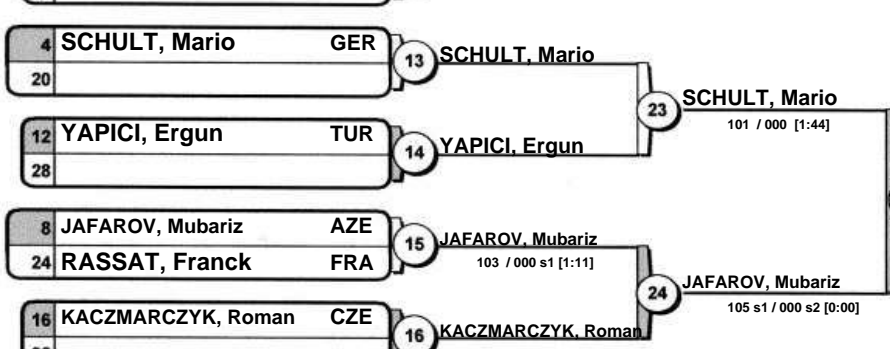 4 SCHULT, Mario GER
20
13 SCHULT, Mario
23 SCHULT, Mario
101 / 000 [1:44]
12 YAPICI, Ergun TUR
28
14 YAPICI, Ergun
8 JAFAROV, Mubariz AZE
24 RASSAT, Franck FRA
15 JAFAROV, Mubariz
103 / 000 s1 [1:11]
24 JAFAROV, Mubariz
105 s1 / 000 s2 [0:00]
16 KACZMARCZYK, Roman CZE
16 KACZMARCZYK, Roman